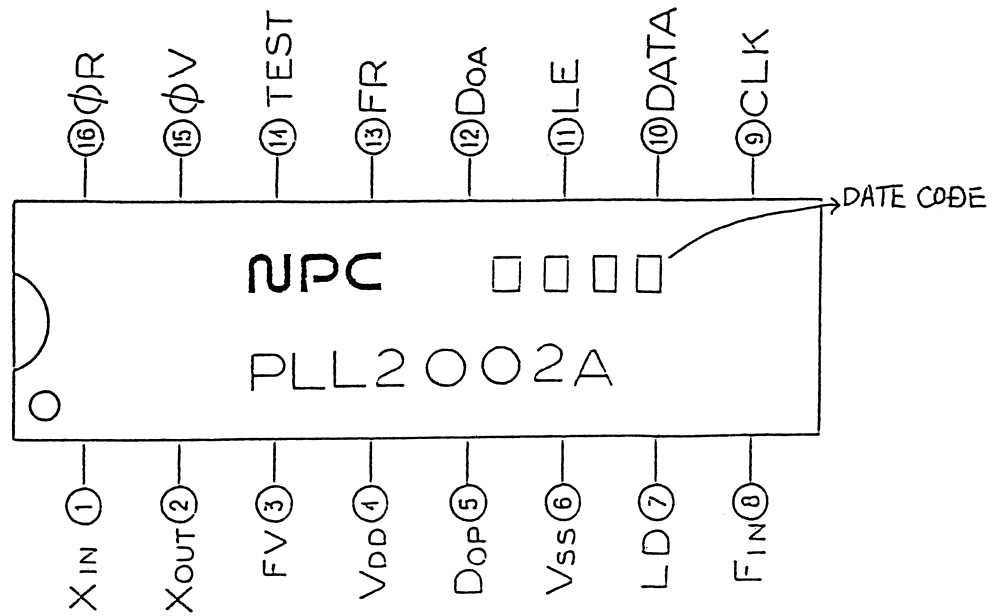 16 ΦR
15 ΦV
14 TEST
13 FR
12 DOA
11 LE
10 DATA
9 CLK
DATE CODE
NPC
PLL2002A
XIN 1
XOUT 2
FV 3
VDD 4
DOP 5
VSS 6
LD 7
FIN 8